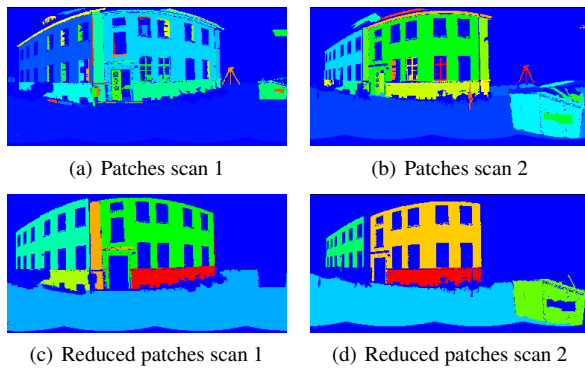 (a) Patches scan 1
(b) Patches scan 2
(c) Reduced patches scan 1
(d) Reduced patches scan 2